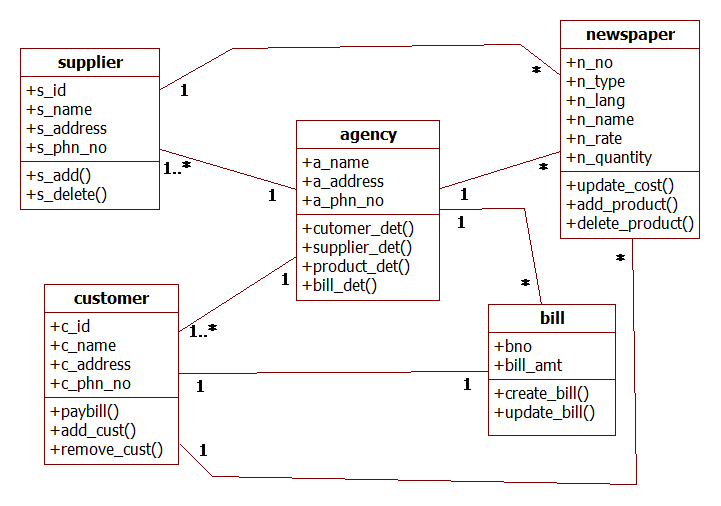 supplier
+s_id
+s_name
+s_address
+s_phn_no
+s_add()
+s_delete()
1
*
newspaper
+n_no
+n_type
+n_lang
+n_name
+n_rate
+n_quantity
+update_cost()
+add_product()
+delete_product()
1..*
1
agency
+a_name
+a_address
+a_phn_no
+cutomer_det()
+supplier_det()
+product_det()
+bill_det()
1
*
1
*
1
1..*
*
customer
+c_id
+c_name
+c_address
+c_phn_no
+paybill()
+add_cust()
+remove_cust()
1
1
bill
+bno
+bill_amt
+create_bill()
+update_bill()
1